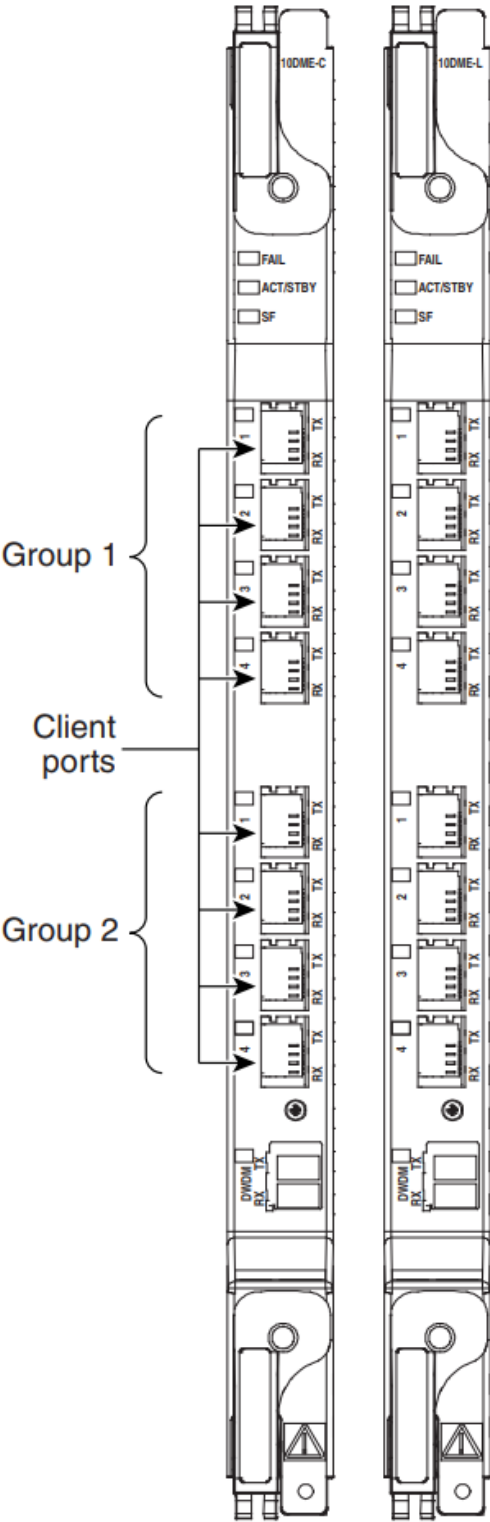 10DME-C
FAIL
ACT/STBY
SF
1
TX
RX
2
TX
RX
3
TX
RX
4
TX
RX
1
TX
RX
2
TX
RX
3
TX
RX
4
TX
RX
DWDM
TX
RX
10DME-L
FAIL
ACT/STBY
SF
1
TX
RX
2
TX
RX
3
TX
RX
4
TX
RX
1
TX
RX
2
TX
RX
3
TX
RX
4
TX
RX
DWDM
TX
RX
Group 1
Client
ports
Group 2